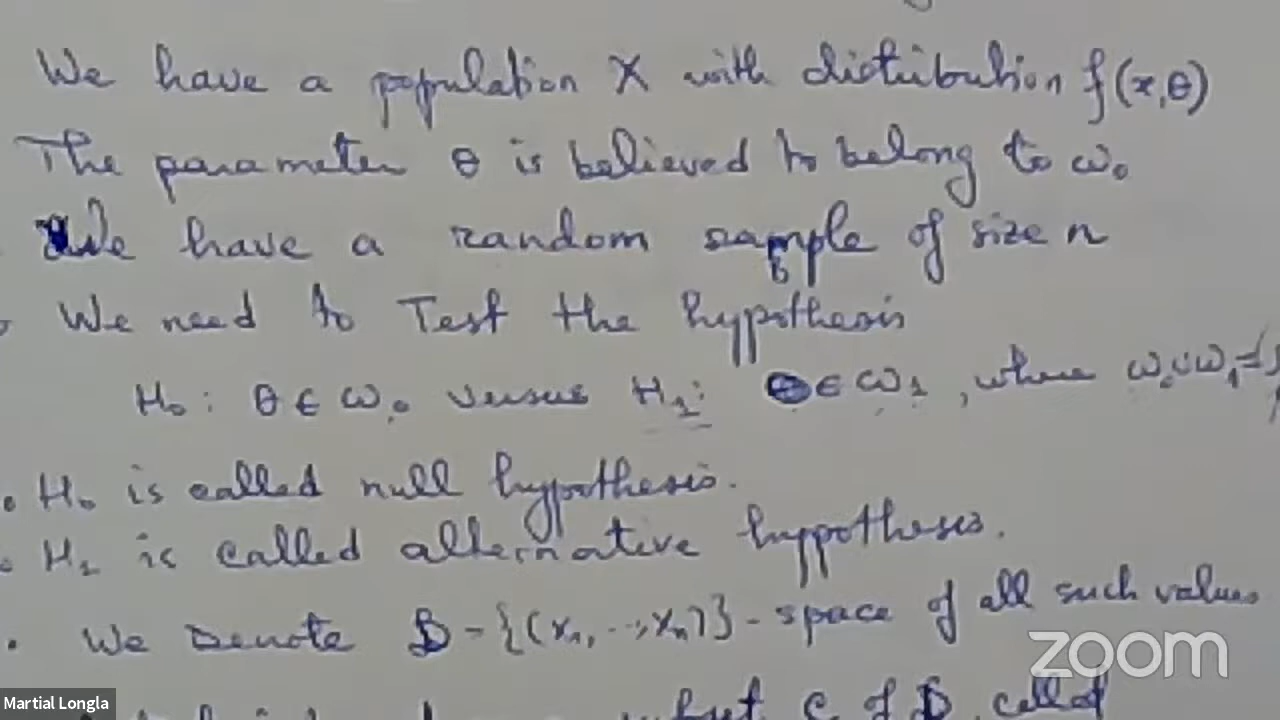 We have a population X with distribution f(x,θ)
The parameter θ is believed to belong to ω₀
We have a random sample of size n
We need to Test the hypothesis
H₀: θ ∈ ω₀ versus H₁: θ ∈ ω₁, where ω₀∪ω₁=
• H₀ is called null hypothesis.
• H₁ is called alternative hypothesis.
• We Denote D = {(x₁, ..., xₙ)} - space of all such values
C of D called
zoom
Martial Longla